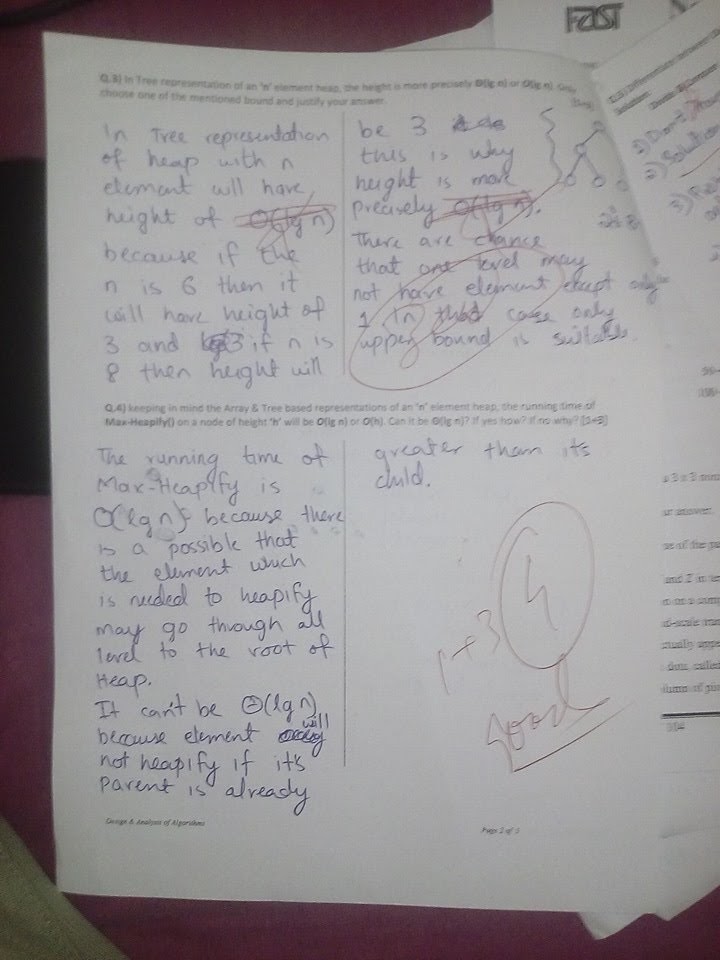 FAST
Q.3) In Tree representation of an 'n' element heap, the height is more precisely Θ(lg n) or O(lg n). Only
choose one of the mentioned bound and justify your answer.
In Tree representation
of heap with n
element will have
height of O(lg n)
because if the
n is 6 then it
will have height of
3 and if n is
8 then height will
be 3
this is why
height is more
precisely O(lg n).
There are chance
that one level may
not have element except only
1 In that case only
upper bound is suitable.
Q.4) keeping in mind the Array & Tree based representations of an 'n' element heap, the running time of
Max-Heapify() on a node of height 'h' will be O(lg n) or O(h). Can it be Θ(lg n)? If yes how? If no why? [1+3]
The running time of
Max-Heapify is
O(lg n) because there
is a possible that
the element which
is needed to heapify
may go through all
level to the root of
Heap.
It can't be Θ(lg n)
because element will
not heapify if it's
parent is already
greater than its
child.
4
1+3
Good
Design & Analysis of Algorithms
Page 2 of 5